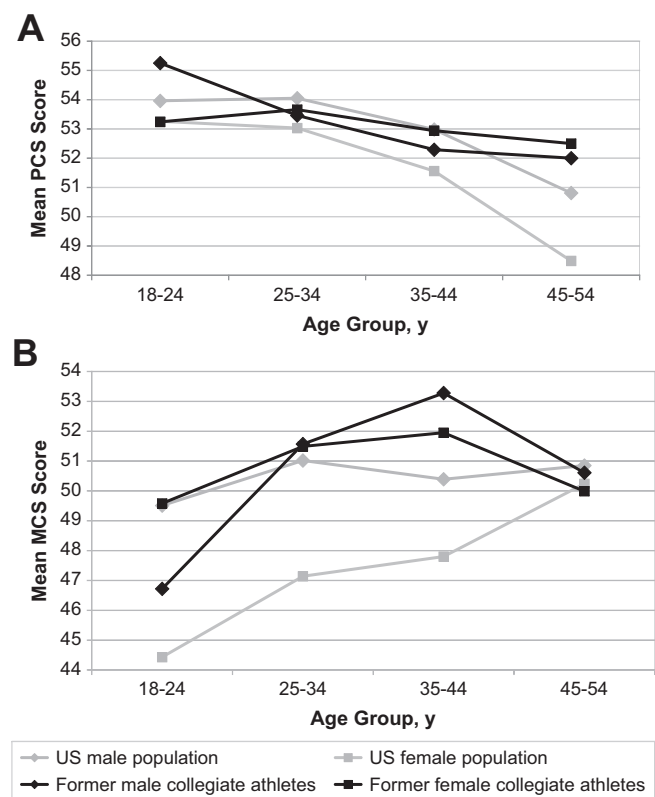 A
56
55
54
53
52
51
50
49
48
Mean PCS Score
18-24 25-34 35-44 45-54
Age Group, y
B
54
53
52
51
50
49
48
47
46
45
44
Mean MCS Score
18-24 25-34 35-44 45-54
Age Group, y
US male population US female population
Former male collegiate athletes Former female collegiate athletes